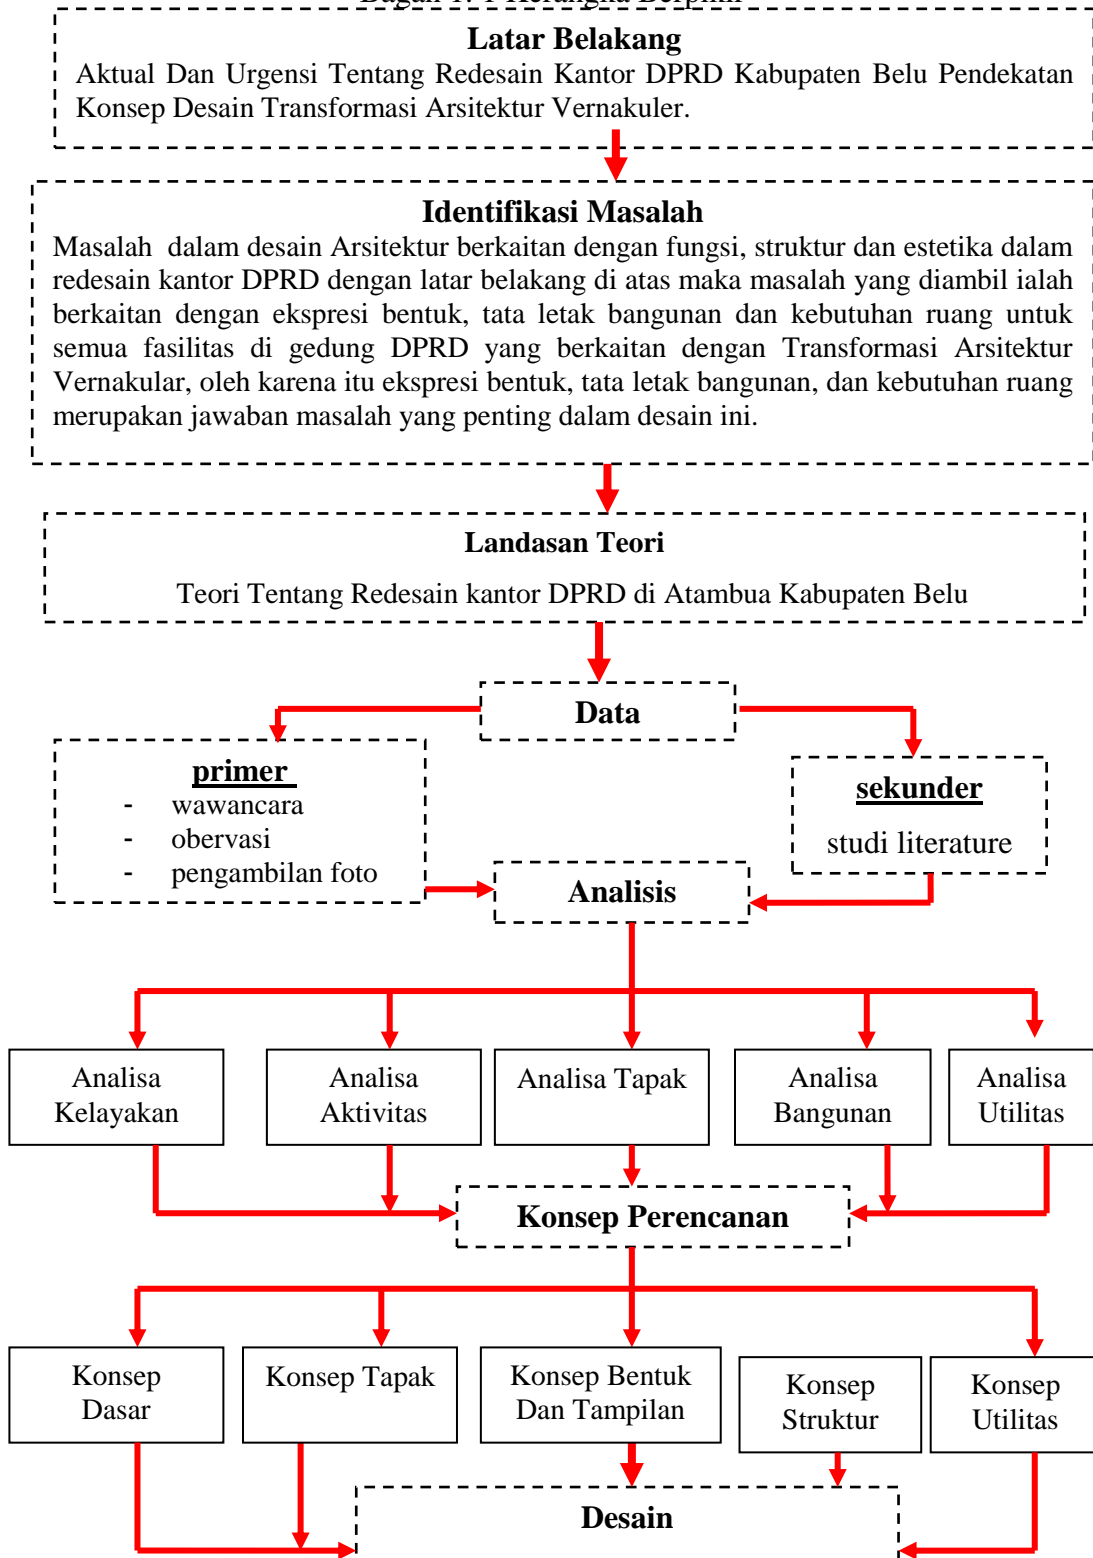 Bagan 1. 1 Kerangka Berpikir
Latar Belakang
Aktual Dan Urgensi Tentang Redesain Kantor DPRD Kabupaten Belu Pendekatan
Konsep Desain Transformasi Arsitektur Vernakuler.
Identifikasi Masalah
Masalah dalam desain Arsitektur berkaitan dengan fungsi, struktur dan estetika dalam
redesain kantor DPRD dengan latar belakang di atas maka masalah yang diambil ialah
berkaitan dengan ekspresi bentuk, tata letak bangunan dan kebutuhan ruang untuk
semua fasilitas di gedung DPRD yang berkaitan dengan Transformasi Arsitektur
Vernakular, oleh karena itu ekspresi bentuk, tata letak bangunan, dan kebutuhan ruang
merupakan jawaban masalah yang penting dalam desain ini.
Landasan Teori
Teori Tentang Redesain kantor DPRD di Atambua Kabupaten Belu
Data
primer
- wawancara
- obervasi
- pengambilan foto
sekunder
studi literature
Analisis
Analisa
Kelayakan
Analisa
Aktivitas
Analisa Tapak
Analisa
Bangunan
Analisa
Utilitas
Konsep Perencanan
Konsep
Dasar
Konsep Tapak
Konsep Bentuk
Dan Tampilan
Konsep
Struktur
Konsep
Utilitas
Desain